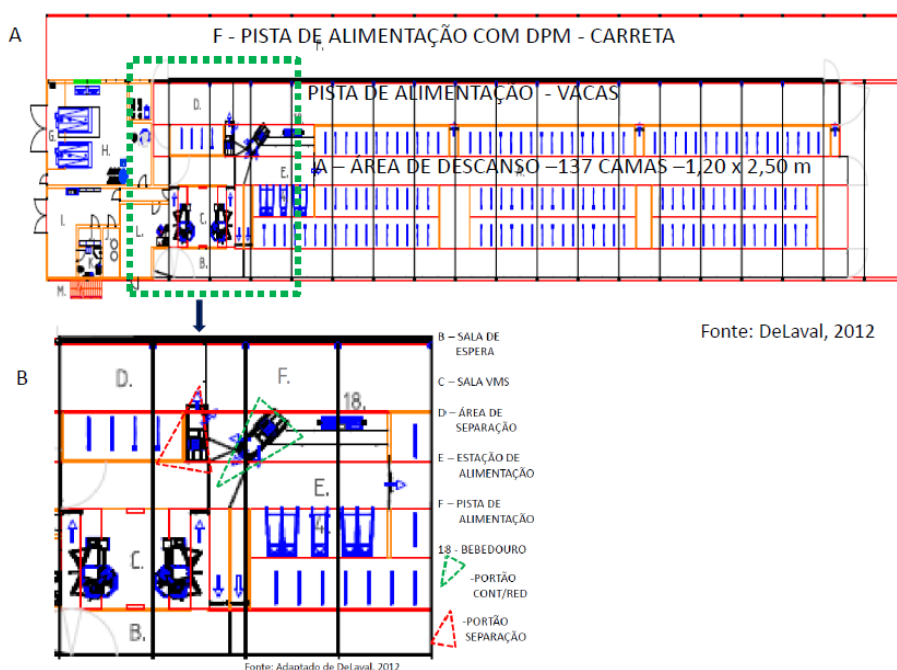 A
F - PISTA DE ALIMENTAÇÃO COM DPM - CARRETA
F.
PISTA DE ALIMENTAÇÃO - VACAS
D.
G.
H.
E.
A – ÁREA DE DESCANSO –137 CAMAS –1,20 x 2,50 m
I.
J.
L.
C.
B.
K.
M.
Fonte: DeLaval, 2012
B
D.
F.
18.
E.
4.
C.
B.
B – SALA DE
ESPERA
C – SALA VMS
D – ÁREA DE
SEPARAÇÃO
E – ESTAÇÃO DE
ALIMENTAÇÃO
F – PISTA DE
ALIMENTAÇÃO
18 - BEBEDOURO
-PORTÃO
CONT/RED
-PORTÃO
SEPARAÇÃO
Fonte: Adaptado de DeLaval, 2012